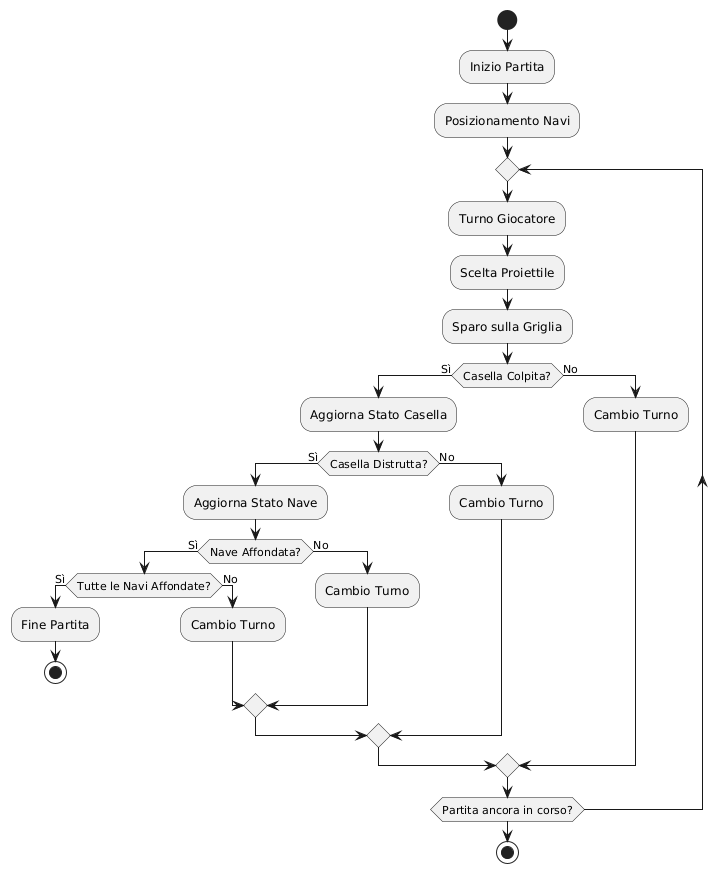 Inizio Partita
Posizionamento Navi
Turno Giocatore
Scelta Proiettile
Sparo sulla Griglia
Sì
Casella Colpita?
No
Aggiorna Stato Casella
Cambio Turno
Sì
Casella Distrutta?
No
Aggiorna Stato Nave
Cambio Turno
Sì
Nave Affondata?
No
Sì
Tutte le Navi Affondate?
No
Cambio Turno
Fine Partita
Cambio Turno
Partita ancora in corso?